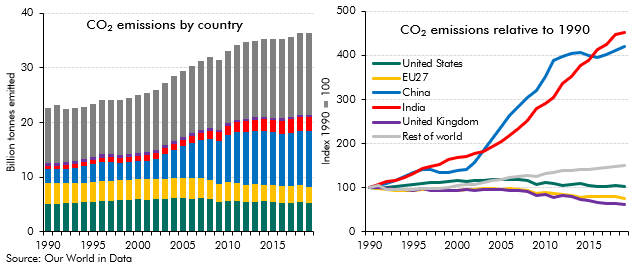 CO₂ emissions by country
Billion tonnes emitted
40
30
20
10
0
1990
1995
2000
2005
2010
2015
CO₂ emissions relative to 1990
Index 1990 = 100
500
400
300
200
100
0
United States
EU27
China
India
United Kingdom
Rest of world
1990
1995
2000
2005
2010
2015
Source: Our World in Data